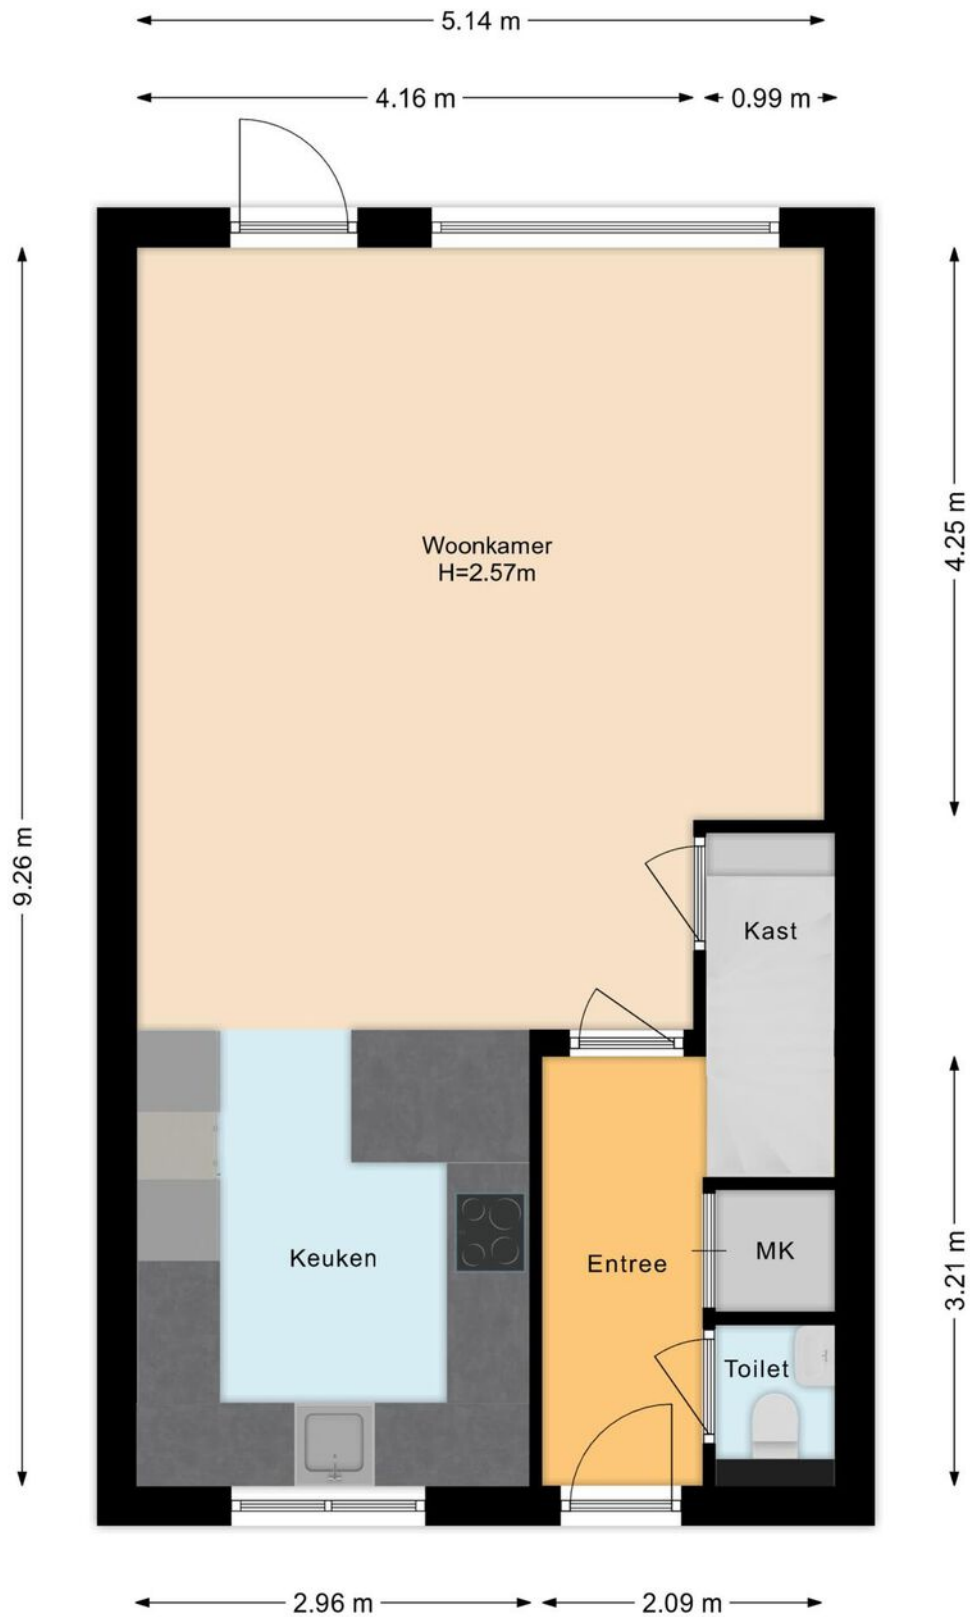 5.14 m
4.16 m
0.99 m
Woonkamer
H=2.57m
4.25 m
9.26 m
Kast
Keuken
Entree
MK
3.21 m
Toilet
2.96 m
2.09 m